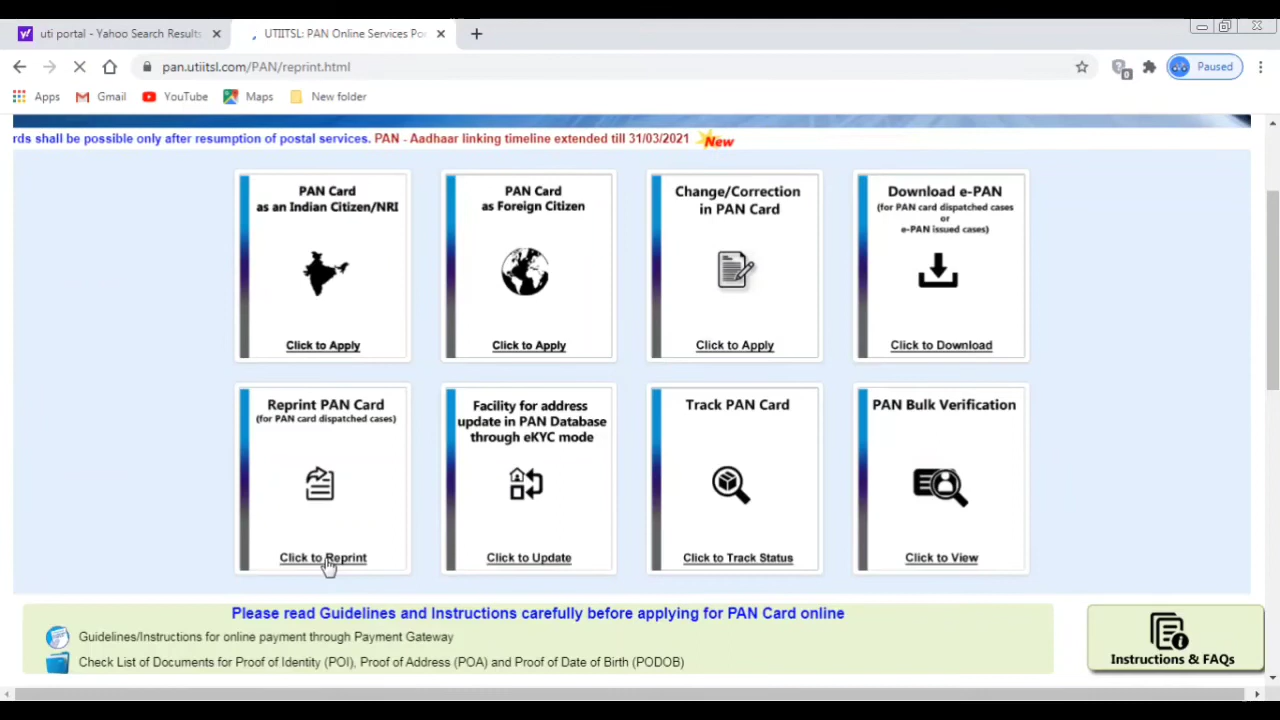 uti portal - Yahoo Search Results
UTIITSL: PAN Online Services Por
pan.utiitsl.com/PAN/reprint.html
0
Paused
Apps
Gmail
YouTube
Maps
New folder
rds shall be possible only after resumption of postal services. PAN - Aadhaar linking timeline extended till 31/03/2021 New
PAN Card
as an Indian Citizen/NRI
Click to Apply
PAN Card
as Foreign Citizen
Click to Apply
Change/Correction
in PAN Card
Click to Apply
Download e-PAN
(for PAN card dispatched cases
or
e-PAN issued cases)
Click to Download
Reprint PAN Card
(for PAN card dispatched cases)
Click to Reprint
Facility for address
update in PAN Database
through eKYC mode
Click to Update
Track PAN Card
Click to Track Status
PAN Bulk Verification
Click to View
Please read Guidelines and Instructions carefully before applying for PAN Card online
Guidelines/Instructions for online payment through Payment Gateway
Check List of Documents for Proof of Identity (POI), Proof of Address (POA) and Proof of Date of Birth (PODOB)
Instructions & FAQs